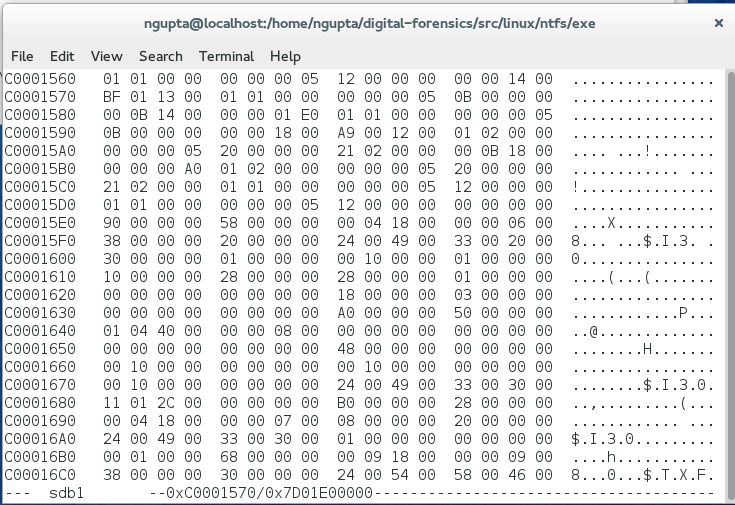 ngupta@localhost:/home/ngupta/digital-forensics/src/linux/ntfs/exe ×
File Edit View Search Terminal Help
C0001560 01 01 00 00 00 00 00 05 12 00 00 00 00 00 14 00 ................
C0001570 BF 01 13 00 01 01 00 00 00 00 00 05 0B 00 00 00 ................
C0001580 00 0B 14 00 00 00 01 E0 01 01 00 00 00 00 00 05 ................
C0001590 0B 00 00 00 00 00 18 00 A9 00 12 00 01 02 00 00 ................
C00015A0 00 00 00 05 20 00 00 00 21 02 00 00 00 0B 18 00 .... ...!.......
C00015B0 00 00 00 A0 01 02 00 00 00 00 00 05 20 00 00 00 ............ ...
C00015C0 21 02 00 00 01 01 00 00 00 00 00 05 12 00 00 00 !...............
C00015D0 01 01 00 00 00 00 00 05 12 00 00 00 00 00 00 00 ................
C00015E0 90 00 00 00 58 00 00 00 00 04 18 00 00 00 06 00 ....X...........
C00015F0 38 00 00 00 20 00 00 00 24 00 49 00 33 00 20 00 8... ...$.I.3. .
C0001600 30 00 00 00 01 00 00 00 00 10 00 00 01 00 00 00 0...............
C0001610 10 00 00 00 28 00 00 00 28 00 00 00 01 00 00 00 ....(...(.......
C0001620 00 00 00 00 00 00 00 00 18 00 00 00 03 00 00 00 ................
C0001630 00 00 00 00 00 00 00 00 A0 00 00 00 50 00 00 00 ............P...
C0001640 01 04 40 00 00 00 08 00 00 00 00 00 00 00 00 00 ..@.............
C0001650 00 00 00 00 00 00 00 00 48 00 00 00 00 00 00 00 ........H.......
C0001660 00 10 00 00 00 00 00 00 00 10 00 00 00 00 00 00 ................
C0001670 00 10 00 00 00 00 00 00 24 00 49 00 33 00 30 00 ........$.I.3.0.
C0001680 11 01 2C 00 00 00 00 00 B0 00 00 00 28 00 00 00 ..,.........(...
C0001690 00 04 18 00 00 00 07 00 08 00 00 00 20 00 00 00 ............ ...
C00016A0 24 00 49 00 33 00 30 00 01 00 00 00 00 00 00 00 $.I.3.0.........
C00016B0 00 01 00 00 68 00 00 00 00 09 18 00 00 00 09 00 ....h...........
C00016C0 38 00 00 00 30 00 00 00 24 00 54 00 58 00 46 00 8...0...$.T.X.F.
--- sdb1 --0xC0001570/0x7D01E00000--------------------------------------